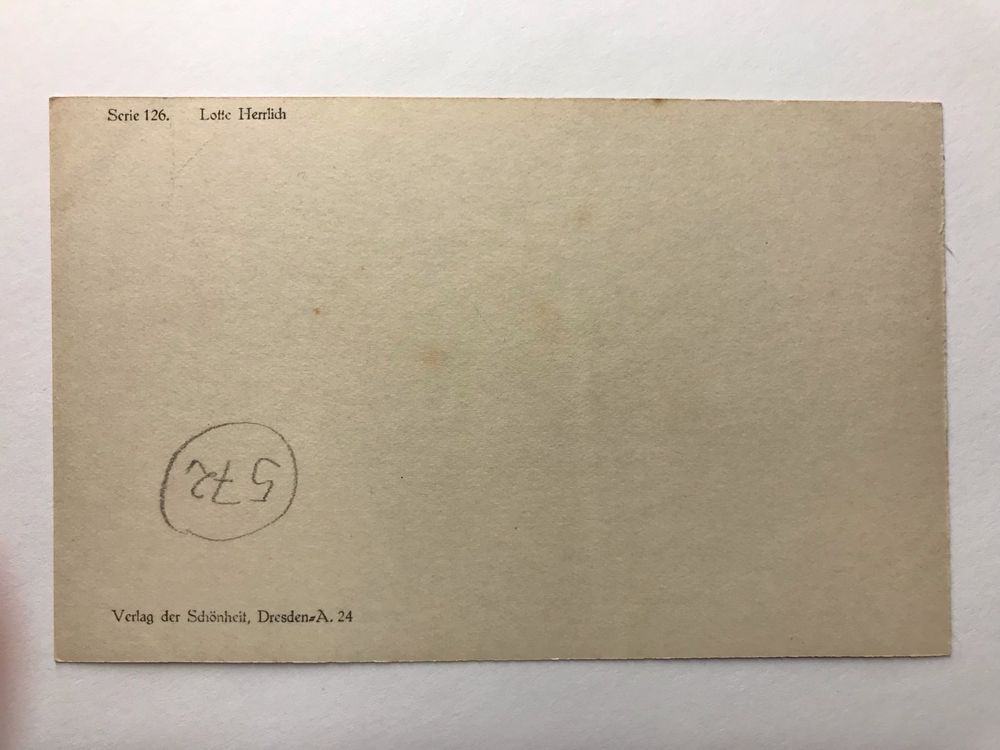 Serie 126. Lotte Herrlich
572
Verlag der Schönheit, Dresden-A. 24